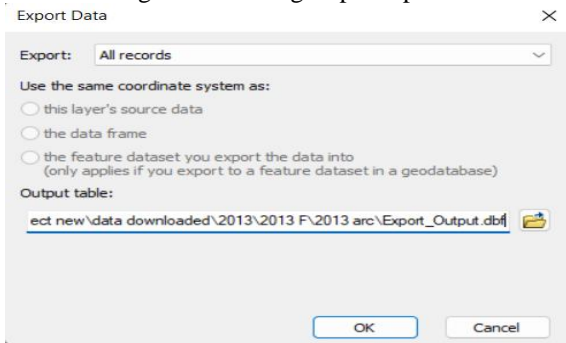 Export Data
Export: All records
Use the same coordinate system as:
this layer's source data
the data frame
the feature dataset you export the data into
(only applies if you export to a feature dataset in a geodatabase)
Output table:
ect new\data downloaded\2013\2013 F\2013 arc\Export_Output.dbf
OK Cancel